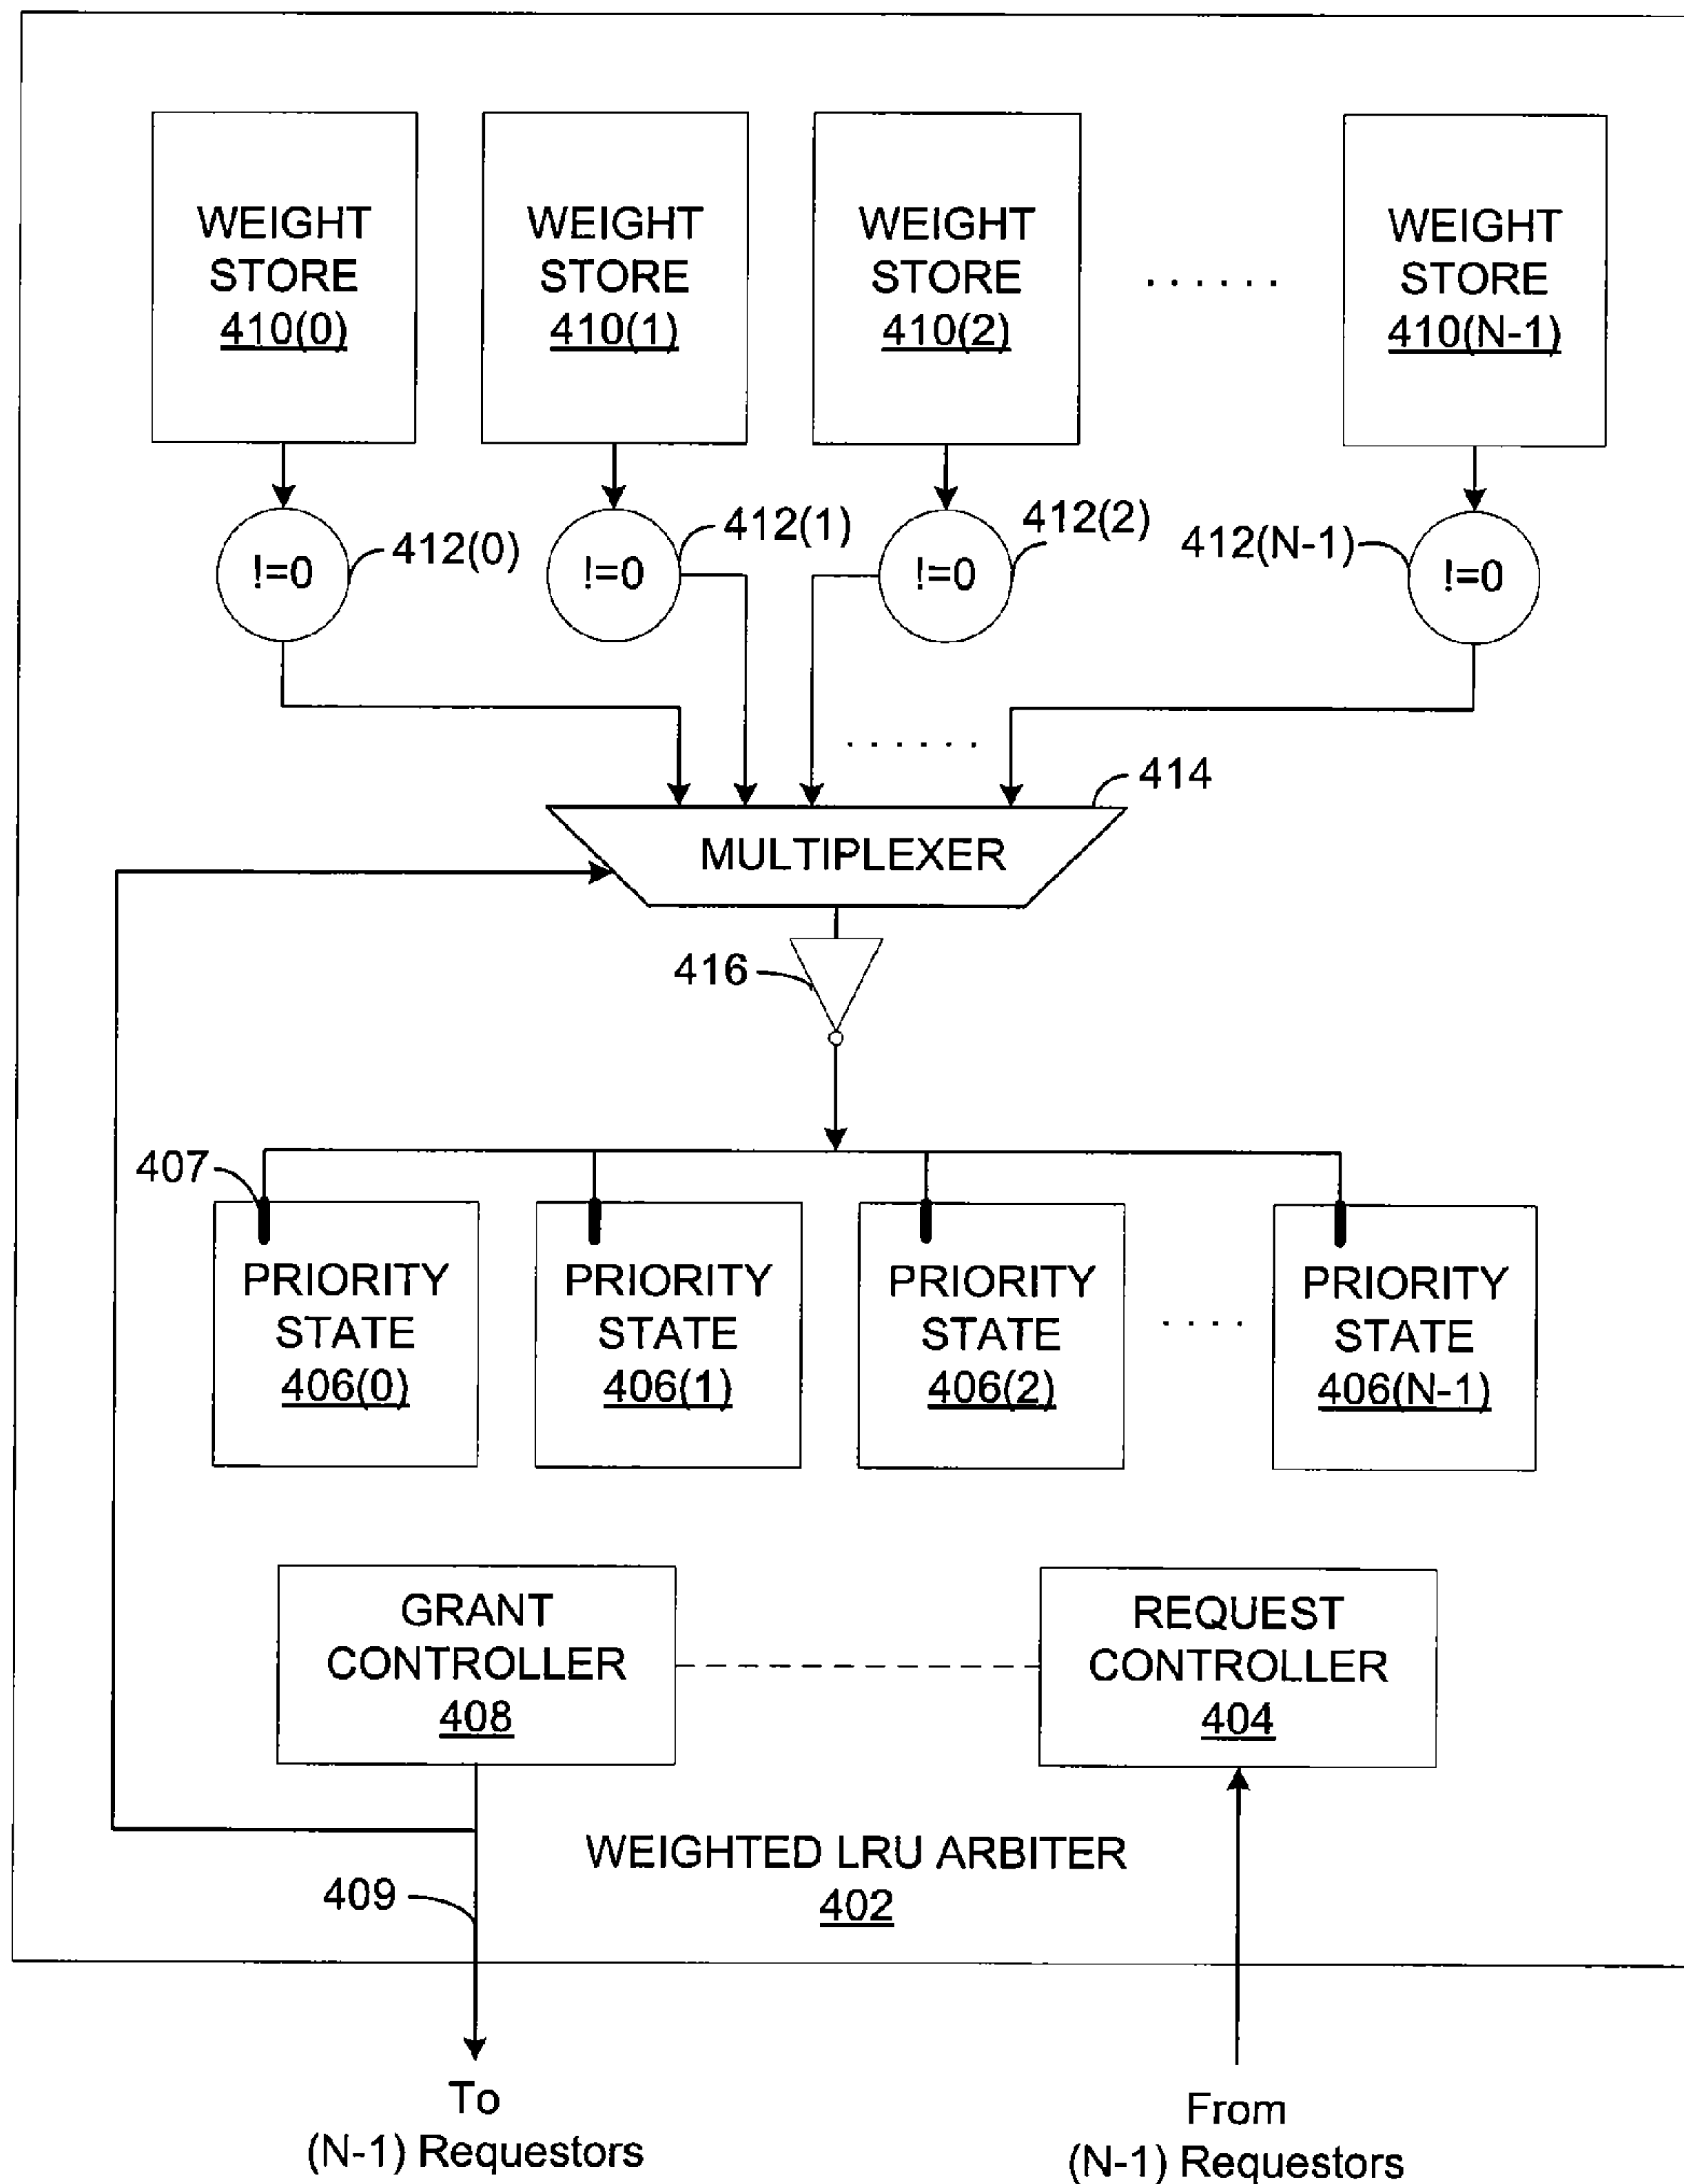 WEIGHT
STORE
410(0)
WEIGHT
STORE
410(1)
WEIGHT
STORE
410(2)
. . . . . .
WEIGHT
STORE
410(N-1)
!=0
412(0)
!=0
412(1)
!=0
412(2)
412(N-1)
!=0
. . . . . .
414
MULTIPLEXER
416
407
PRIORITY
STATE
406(0)
PRIORITY
STATE
406(1)
PRIORITY
STATE
406(2)
. . . .
PRIORITY
STATE
406(N-1)
GRANT
CONTROLLER
408
REQUEST
CONTROLLER
404
WEIGHTED LRU ARBITER
402
409
To
(N-1) Requestors
From
(N-1) Requestors